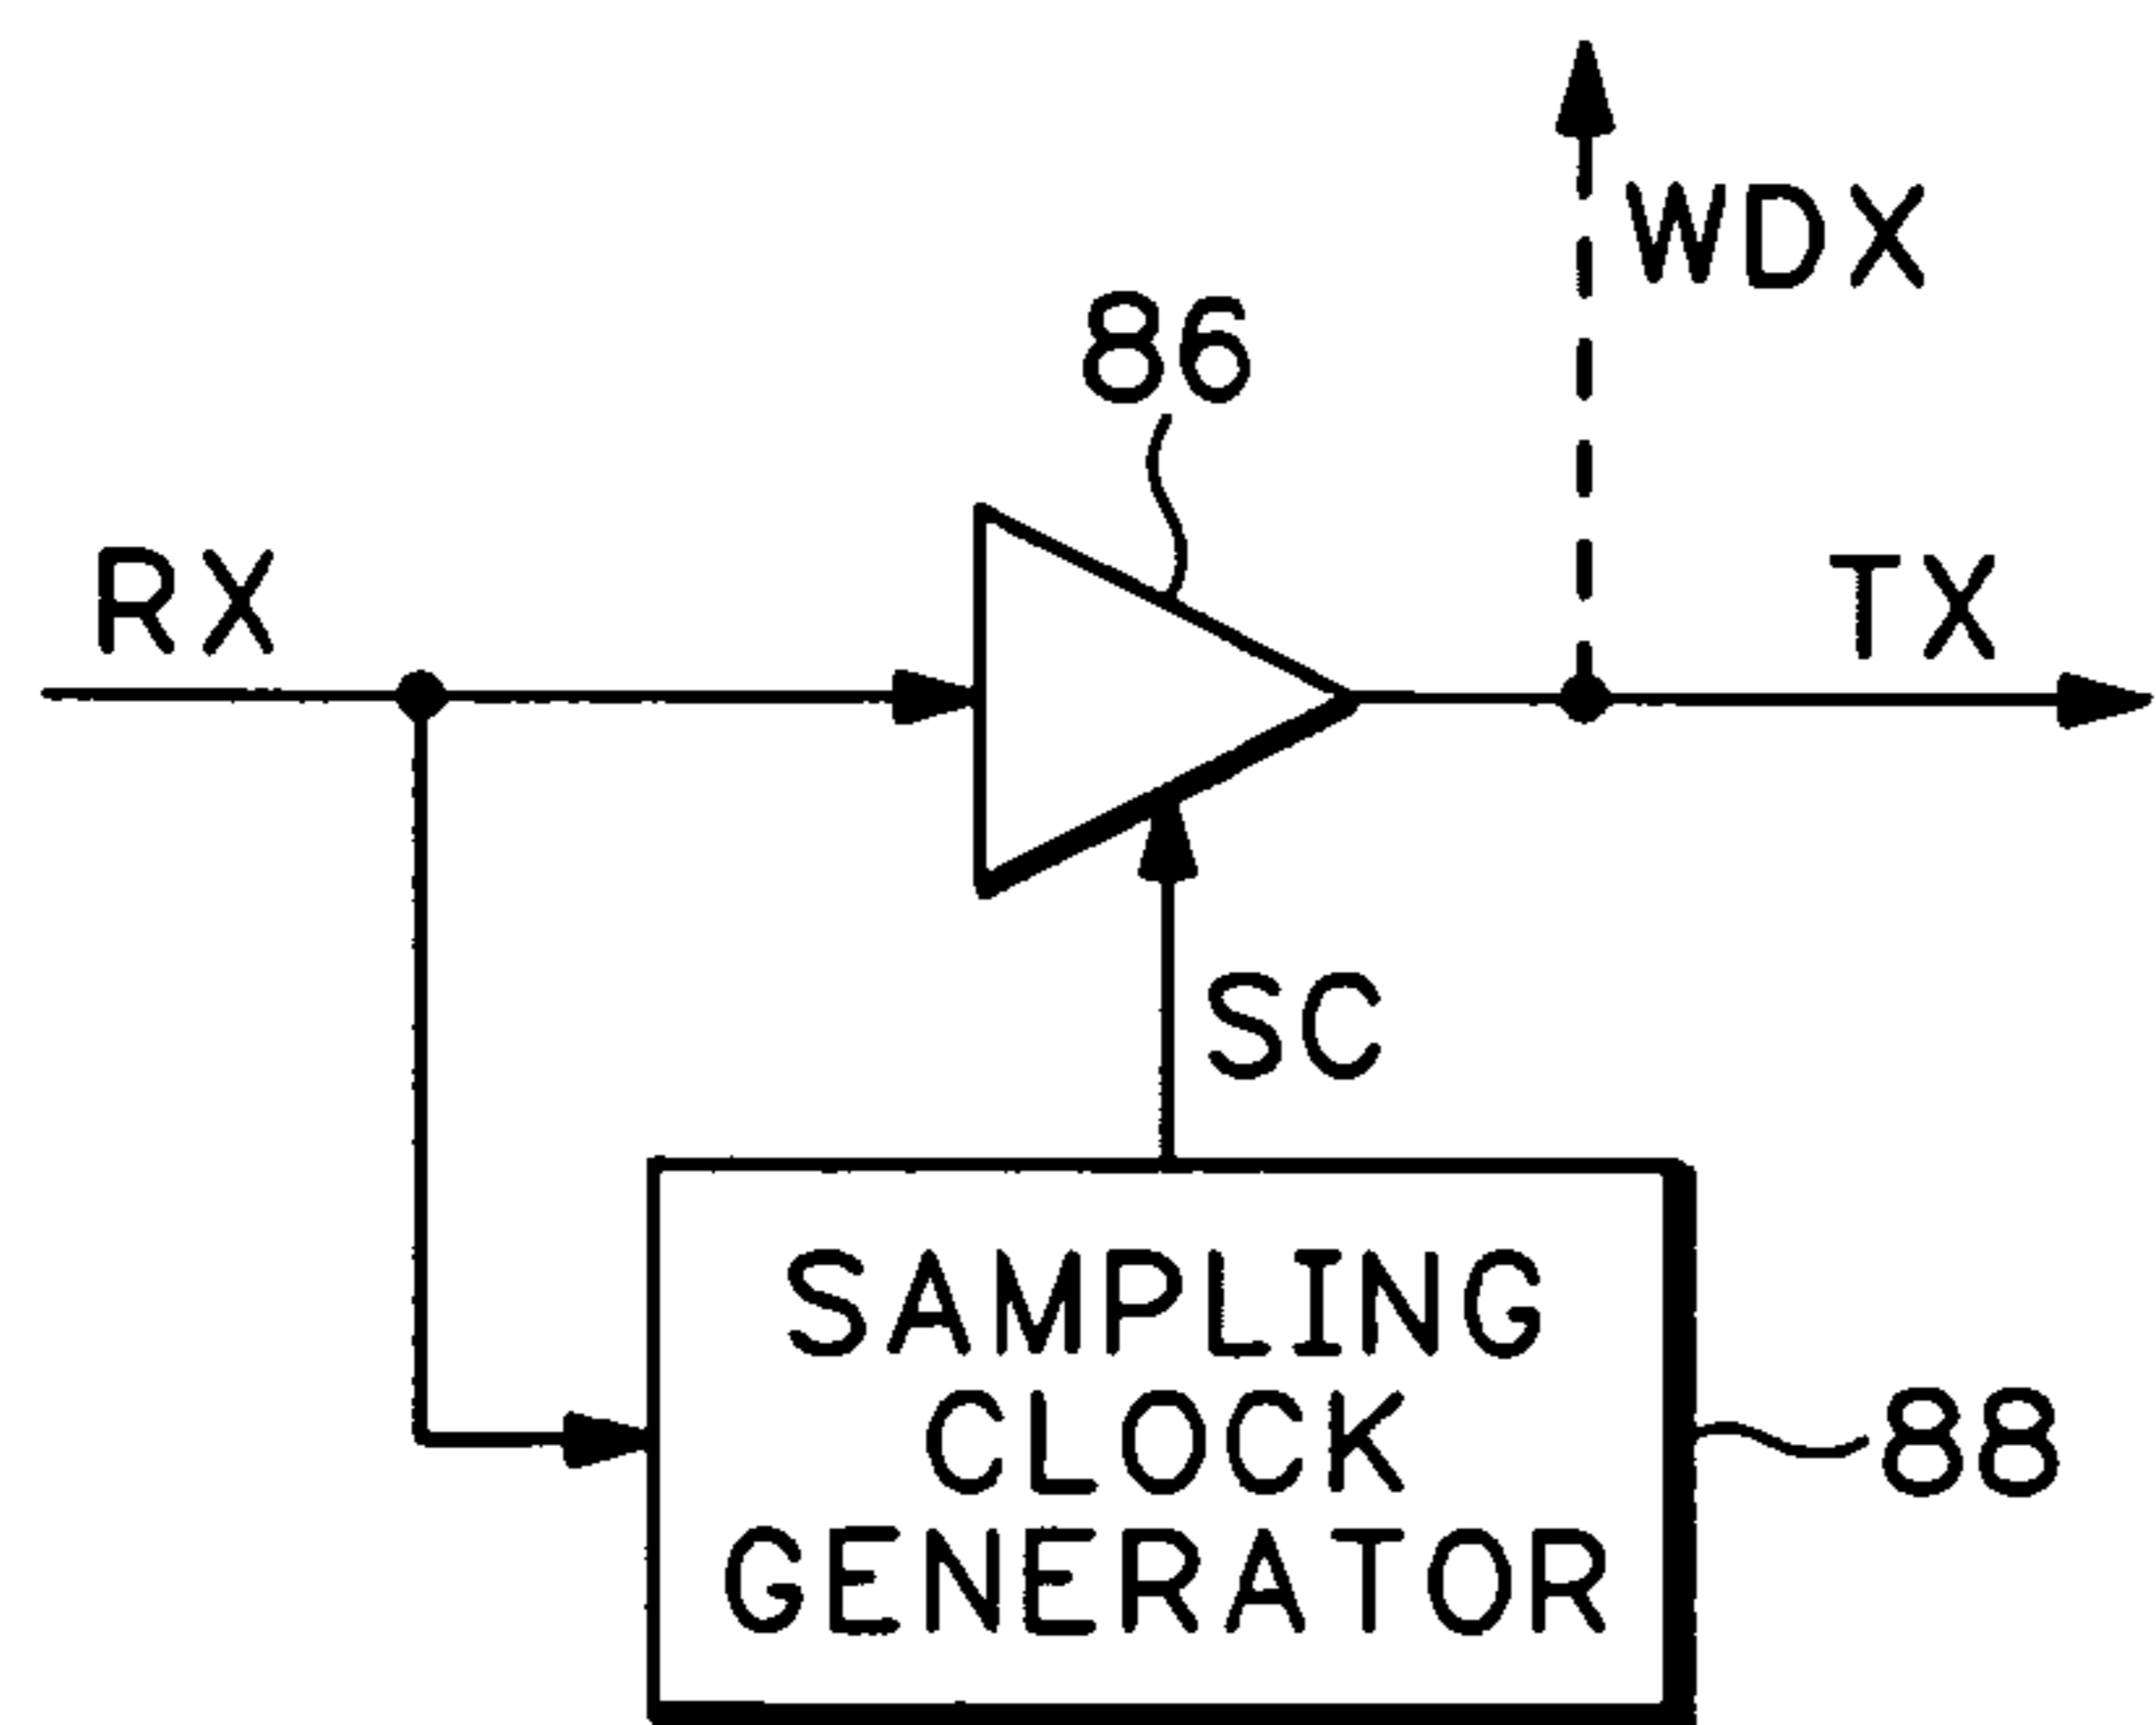 WDX
86
RX
TX
SC
SAMPLING
CLOCK
GENERATOR
88